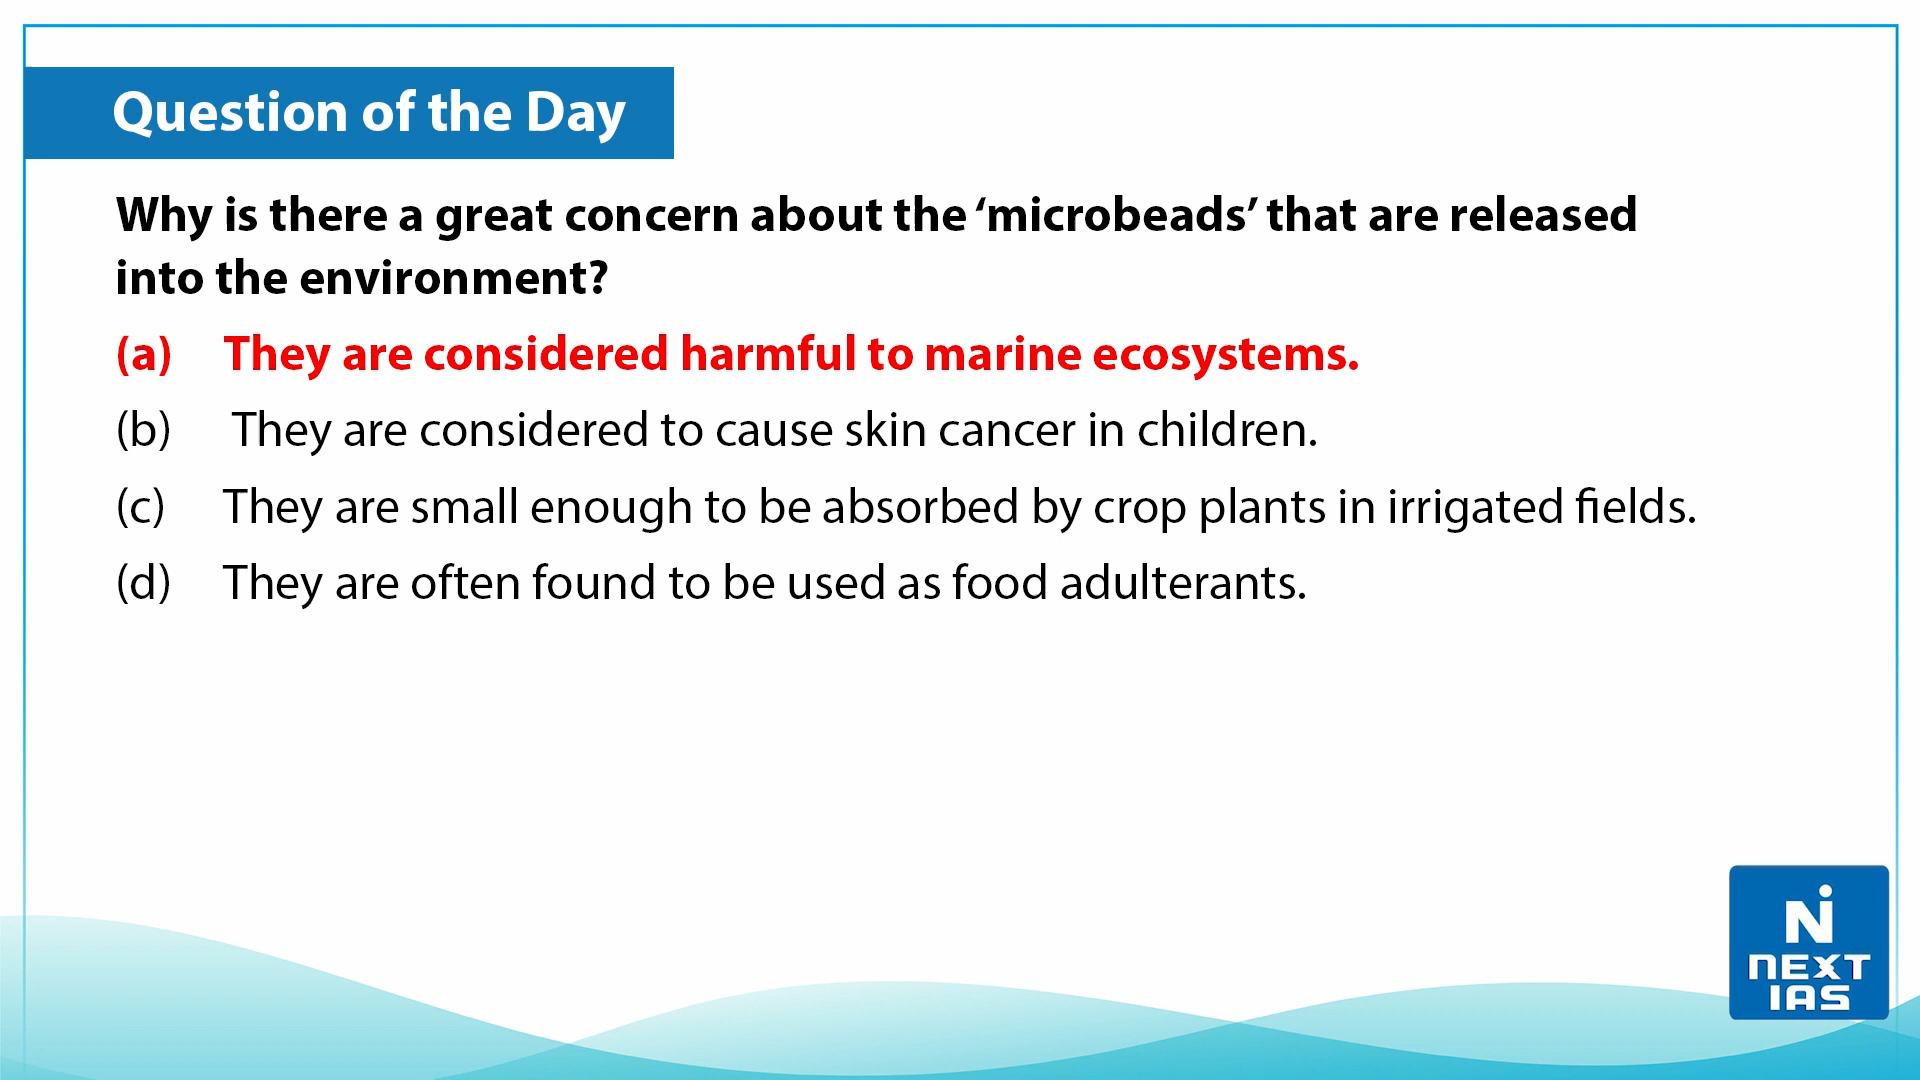 Question of the Day
Why is there a great concern about the ‘microbeads’ that are released
into the environment?
(a) They are considered harmful to marine ecosystems.
(b) They are considered to cause skin cancer in children.
(c) They are small enough to be absorbed by crop plants in irrigated fields.
(d) They are often found to be used as food adulterants.
N
NEXT
IAS